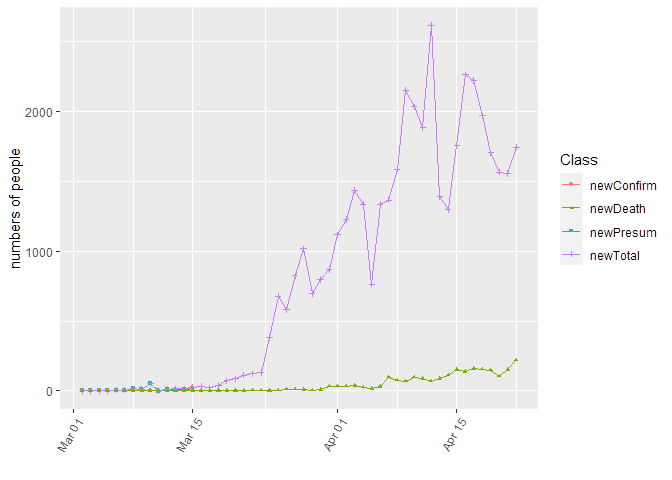 numbers of people
2000
1000
0
Mar 01
Mar 15
Apr 01
Apr 15
Class
newConfirm
newDeath
newPresum
newTotal